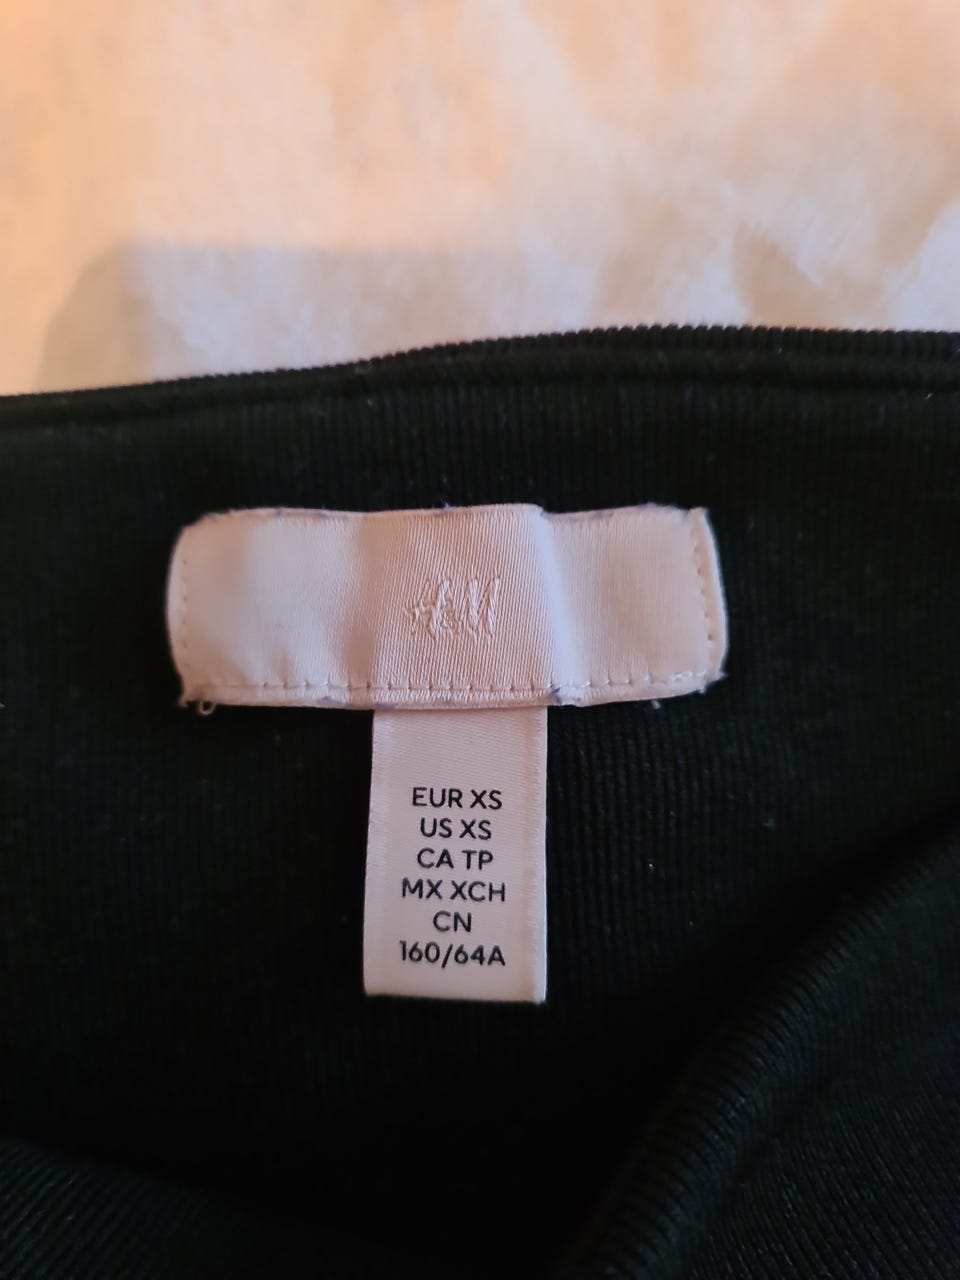 H&M
EUR XS
US XS
CA TP
MX XCH
CN
160/64A